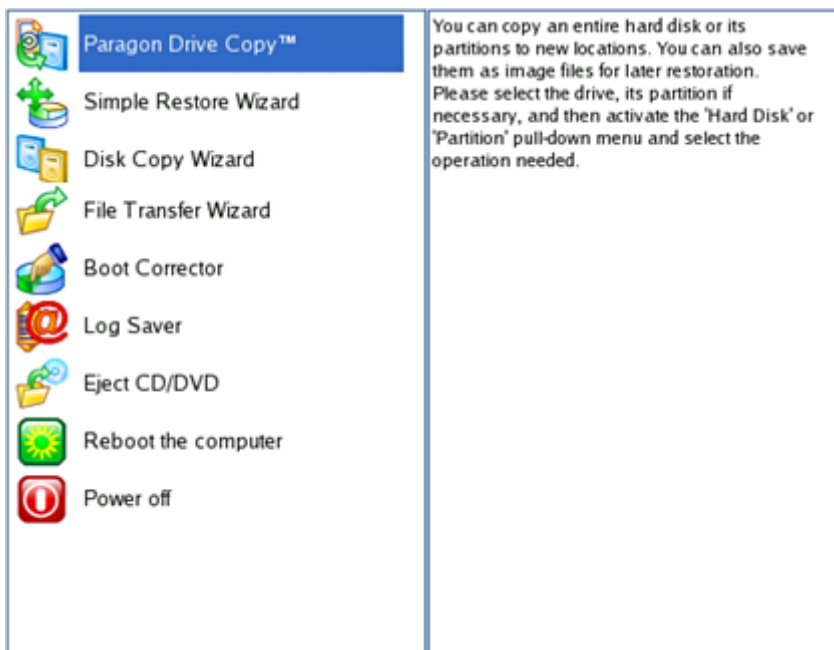 Paragon Drive Copy™
Simple Restore Wizard
Disk Copy Wizard
File Transfer Wizard
Boot Corrector
Log Saver
Eject CD/DVD
Reboot the computer
Power off
You can copy an entire hard disk or its
partitions to new locations. You can also save
them as image files for later restoration.
Please select the drive, its partition if
necessary, and then activate the 'Hard Disk' or
'Partition' pull-down menu and select the
operation needed.